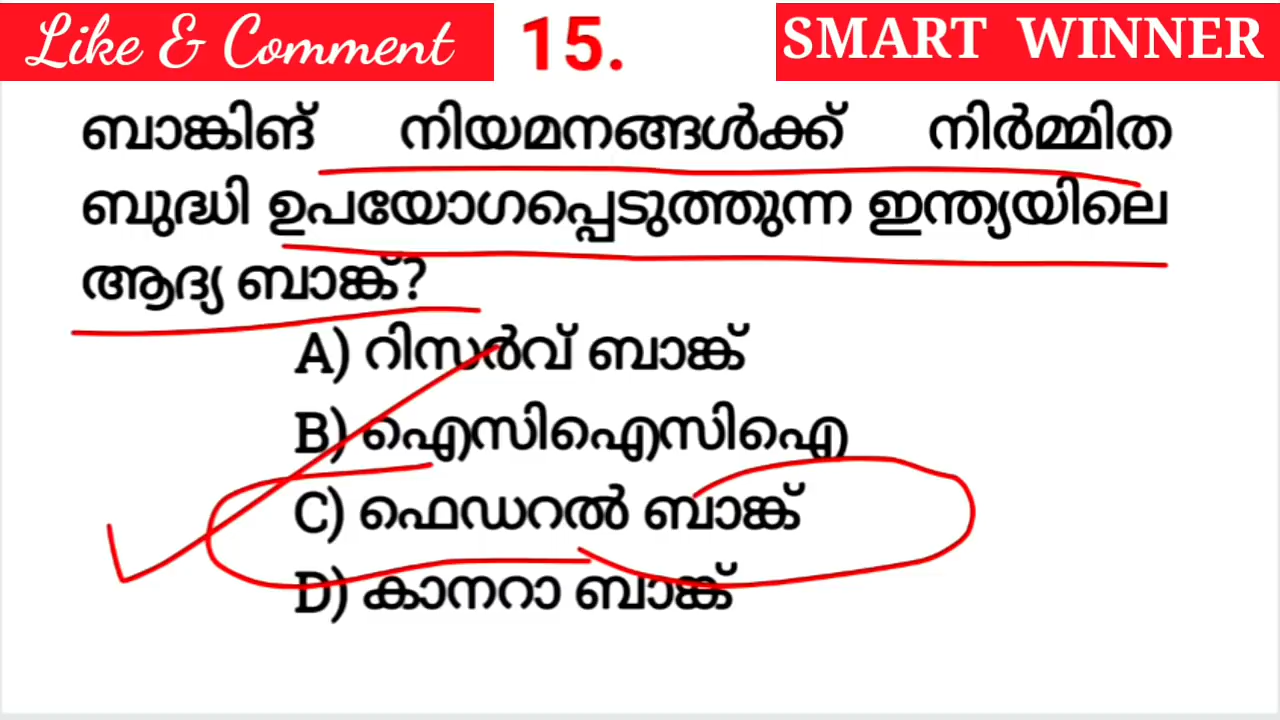 Like & Comment 15. SMART WINNER
ബാങ്കിങ് നിയമനങ്ങൾക്ക് നിർമ്മിത
ബുദ്ധി ഉപയോഗപ്പെടുത്തുന്ന ഇന്ത്യയിലെ
ആദ്യ ബാങ്ക്?
A) റിസർവ് ബാങ്ക്
B) ഐസിഐസിഐ
C) ഫെഡറൽ ബാങ്ക്
D) കാനറാ ബാങ്ക്